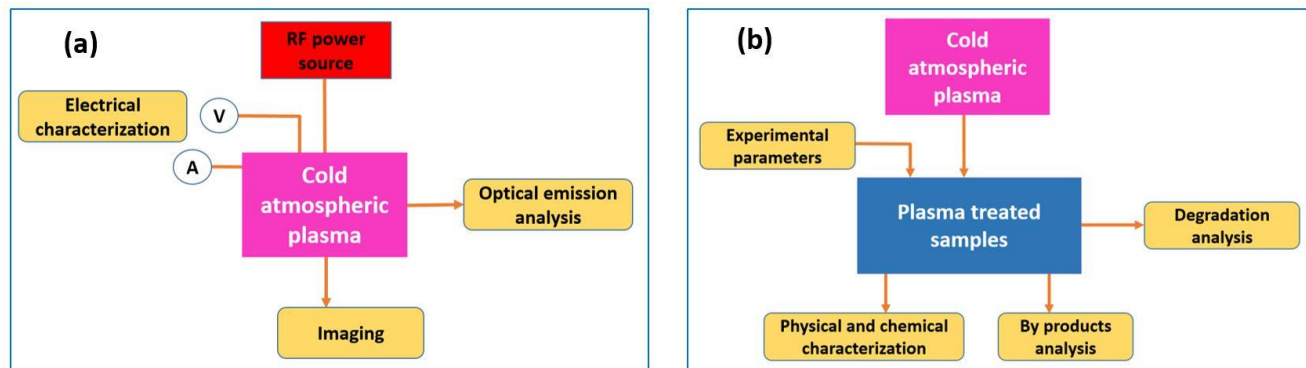 (a)
RF power
source
Electrical
characterization
V
A
Cold
atmospheric
plasma
Optical emission
analysis
Imaging
(b)
Cold
atmospheric
plasma
Experimental
parameters
Plasma treated
samples
Degradation
analysis
Physical and chemical
characterization
By products
analysis